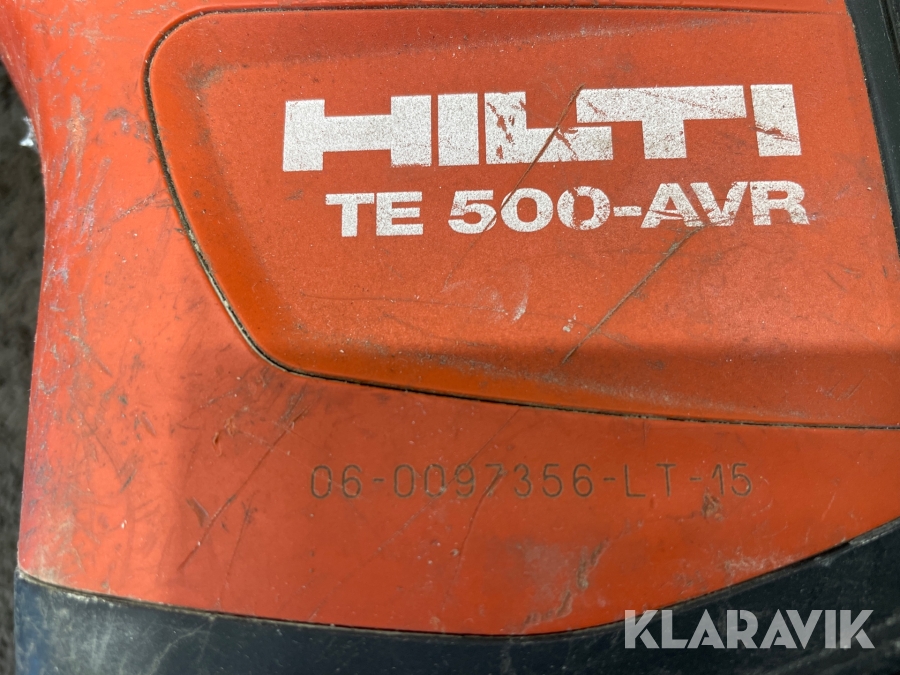 HILTI
TE 500-AVR
06-0097356-LT-15
KLARAVIK